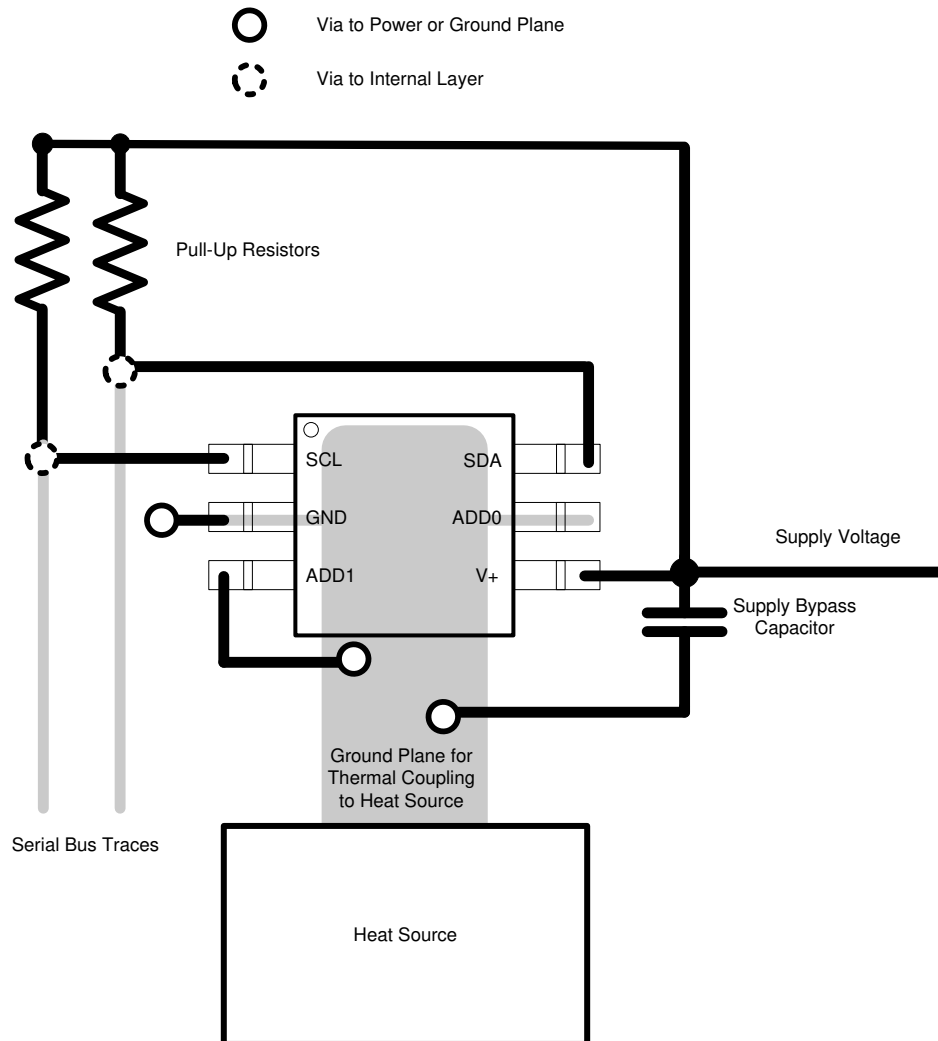 Via to Power or Ground Plane
Via to Internal Layer
Pull-Up Resistors
SCL
SDA
GND
ADD0
ADD1
V+
Supply Voltage
Supply Bypass
Capacitor
Ground Plane for
Thermal Coupling
to Heat Source
Serial Bus Traces
Heat Source